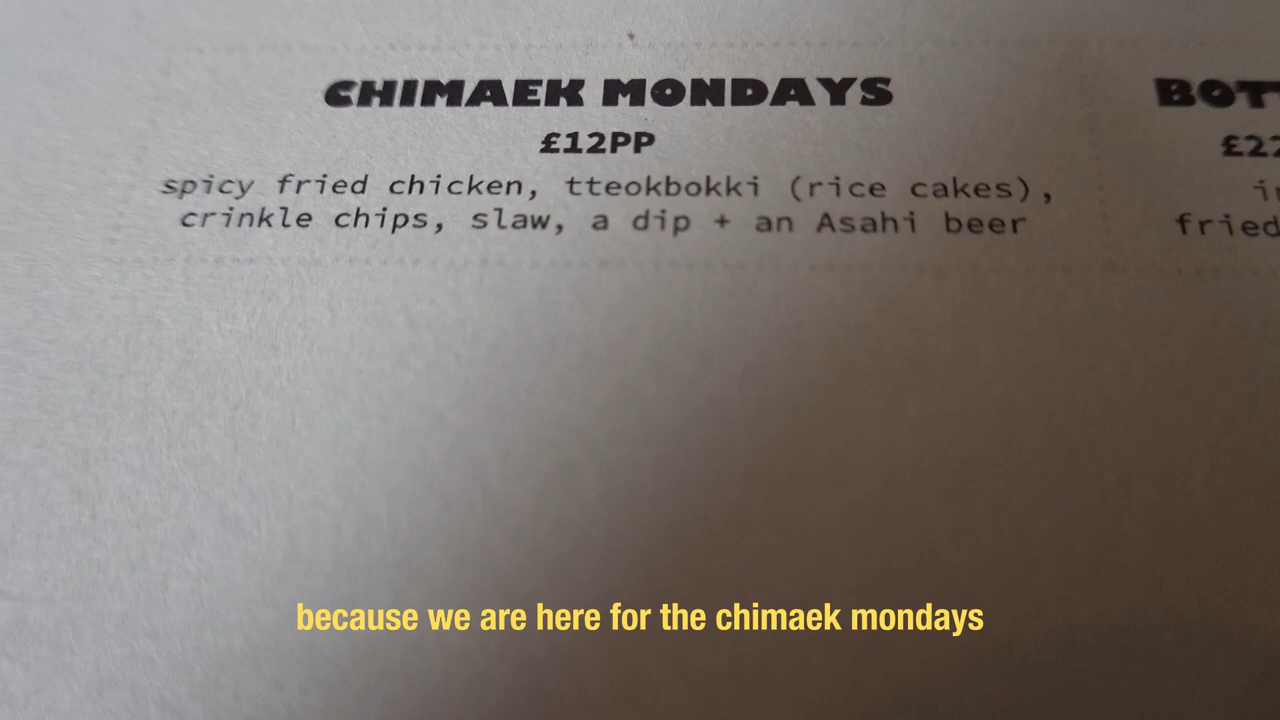 CHIMAEK MONDAYS
£12PP
spicy fried chicken, tteokbokki (rice cakes),
crinkle chips, slaw, a dip + an Asahi beer
fried
because we are here for the chimaek mondays